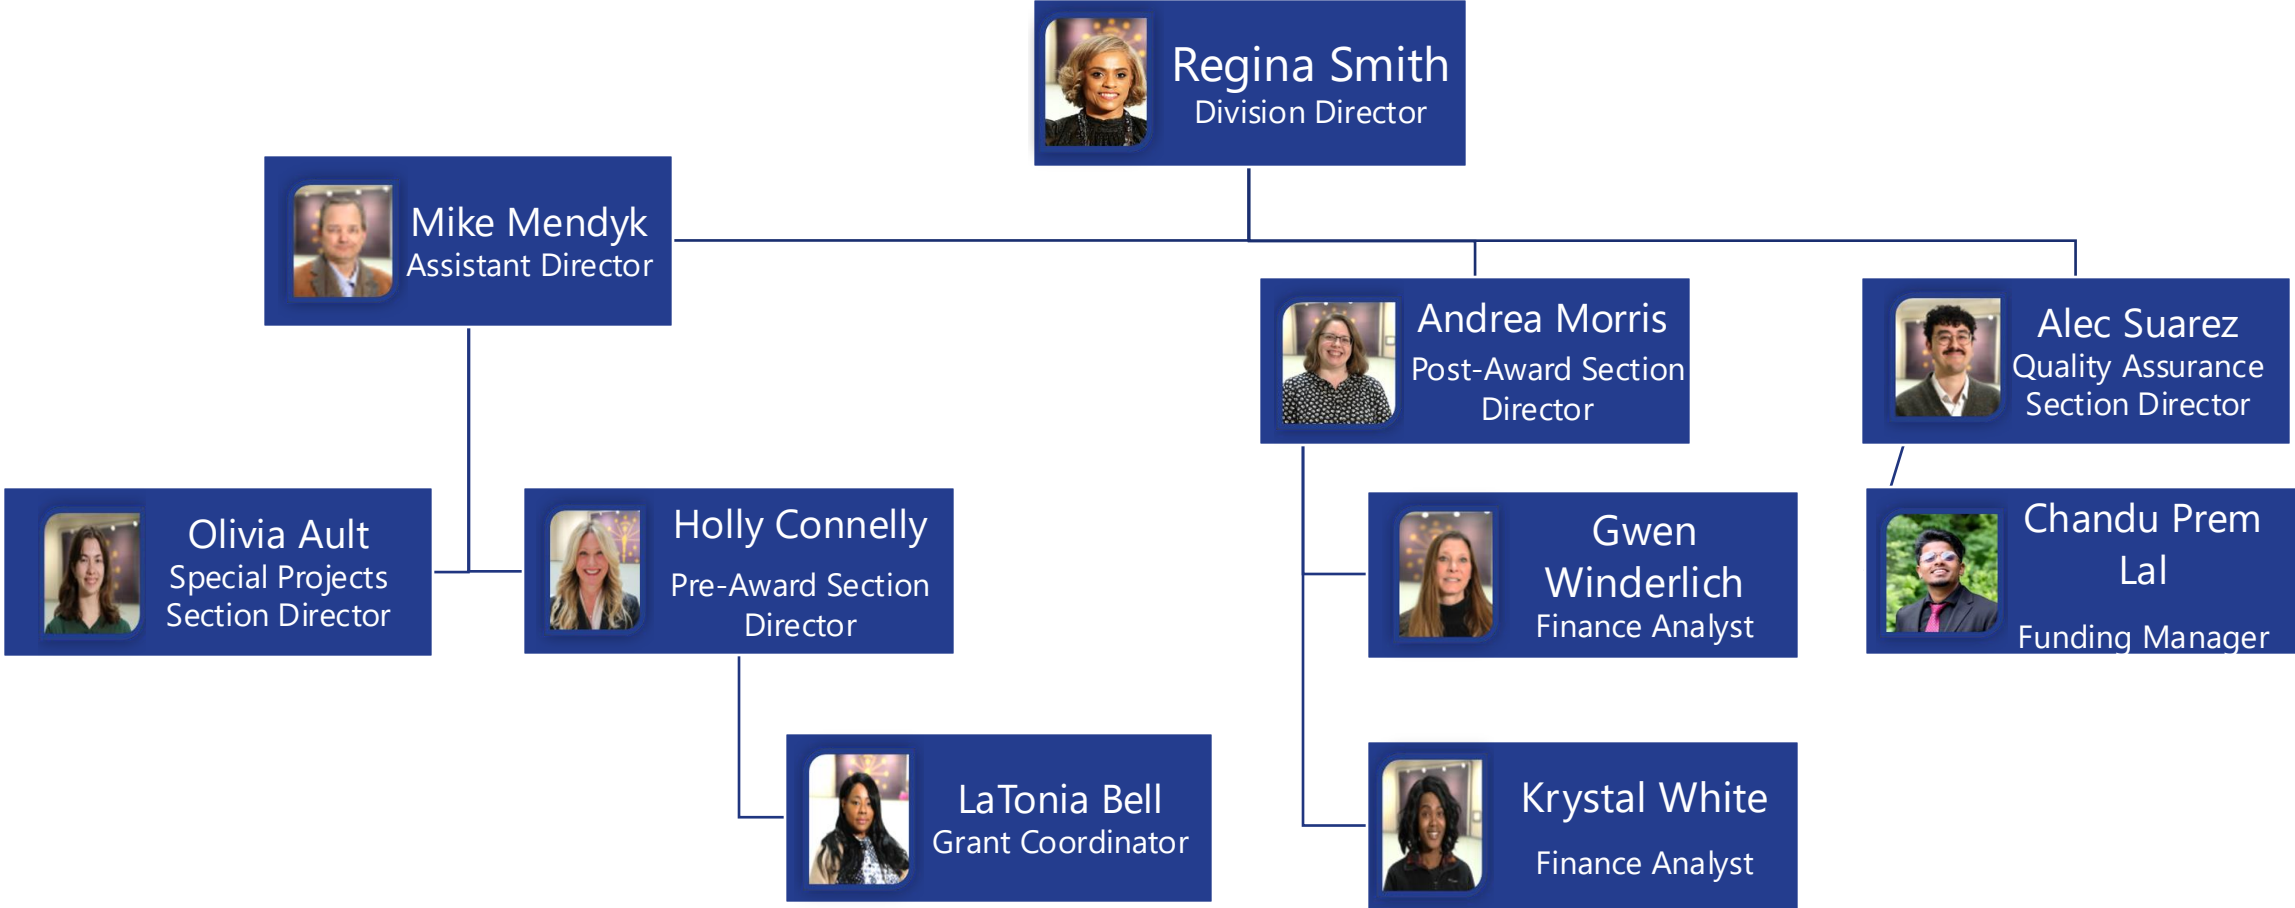 Regina Smith
Division Director
Mike Mendyk
Assistant Director
Andrea Morris
Post-Award Section
Director
Alec Suarez
Quality Assurance
Section Director
Olivia Ault
Special Projects
Section Director
Holly Connelly
Pre-Award Section
Director
Gwen
Winderlich
Finance Analyst
Chandu Prem
Lal
Funding Manager
LaTonia Bell
Grant Coordinator
Krystal White
Finance Analyst